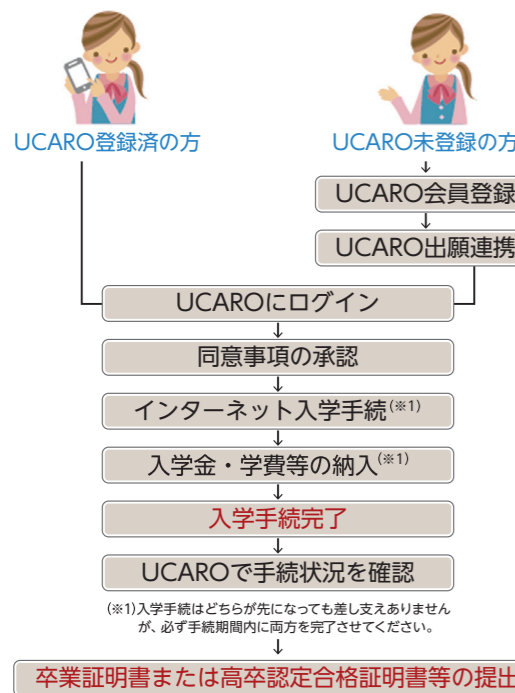 UCARO登録済の方
UCARO未登録の方
UCARO会員登録
UCARO出願連携
UCAROにログイン
同意事項の承認
インターネット入学手続(※1)
入学金・学費等の納入(※1)
入学手続完了
UCAROで手続状況を確認
(※1)入学手続はどちらが先になっても差し支えありません
が、必ず手続期間内に両方を完了させてください。
卒業証明書または高卒認定合格証明書等の提出